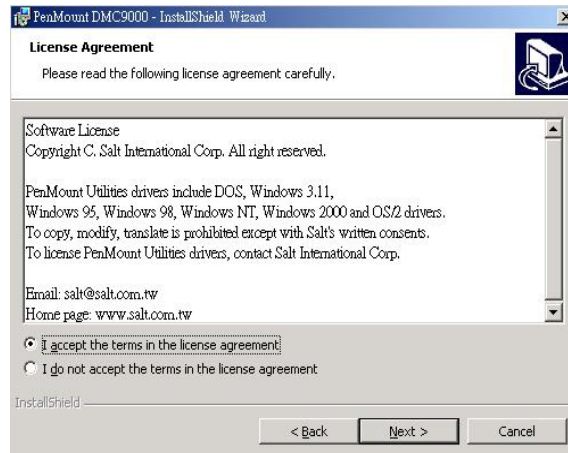 PenMount DMC9000 - InstallShield Wizard
License Agreement
Please read the following license agreement carefully.
Software License
Copyright C. Salt International Corp. All right reserved.
PenMount Utilities drivers include DOS, Windows 3.11,
Windows 95, Windows 98, Windows NT, Windows 2000 and OS/2 drivers.
To copy, modify, translate is prohibited except with Salt's written consents.
To license PenMount Utilities drivers, contact Salt International Corp.
Email: salt@salt.com.tw
Home page: www.salt.com.tw
I accept the terms in the license agreement
I do not accept the terms in the license agreement
InstallShield
< Back Next > Cancel